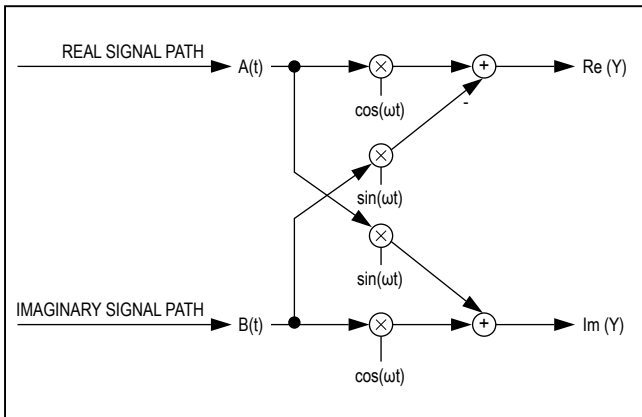 REAL SIGNAL PATH A(t) × + Re (Y)
cos(ωt)
-
×
sin(ωt)
×
sin(ωt)
IMAGINARY SIGNAL PATH B(t) × + Im (Y)
cos(ωt)